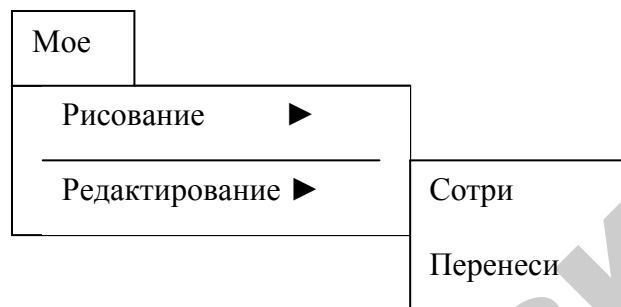 Мое
Рисование ►
Редактирование ►
Сотри
Перенеси